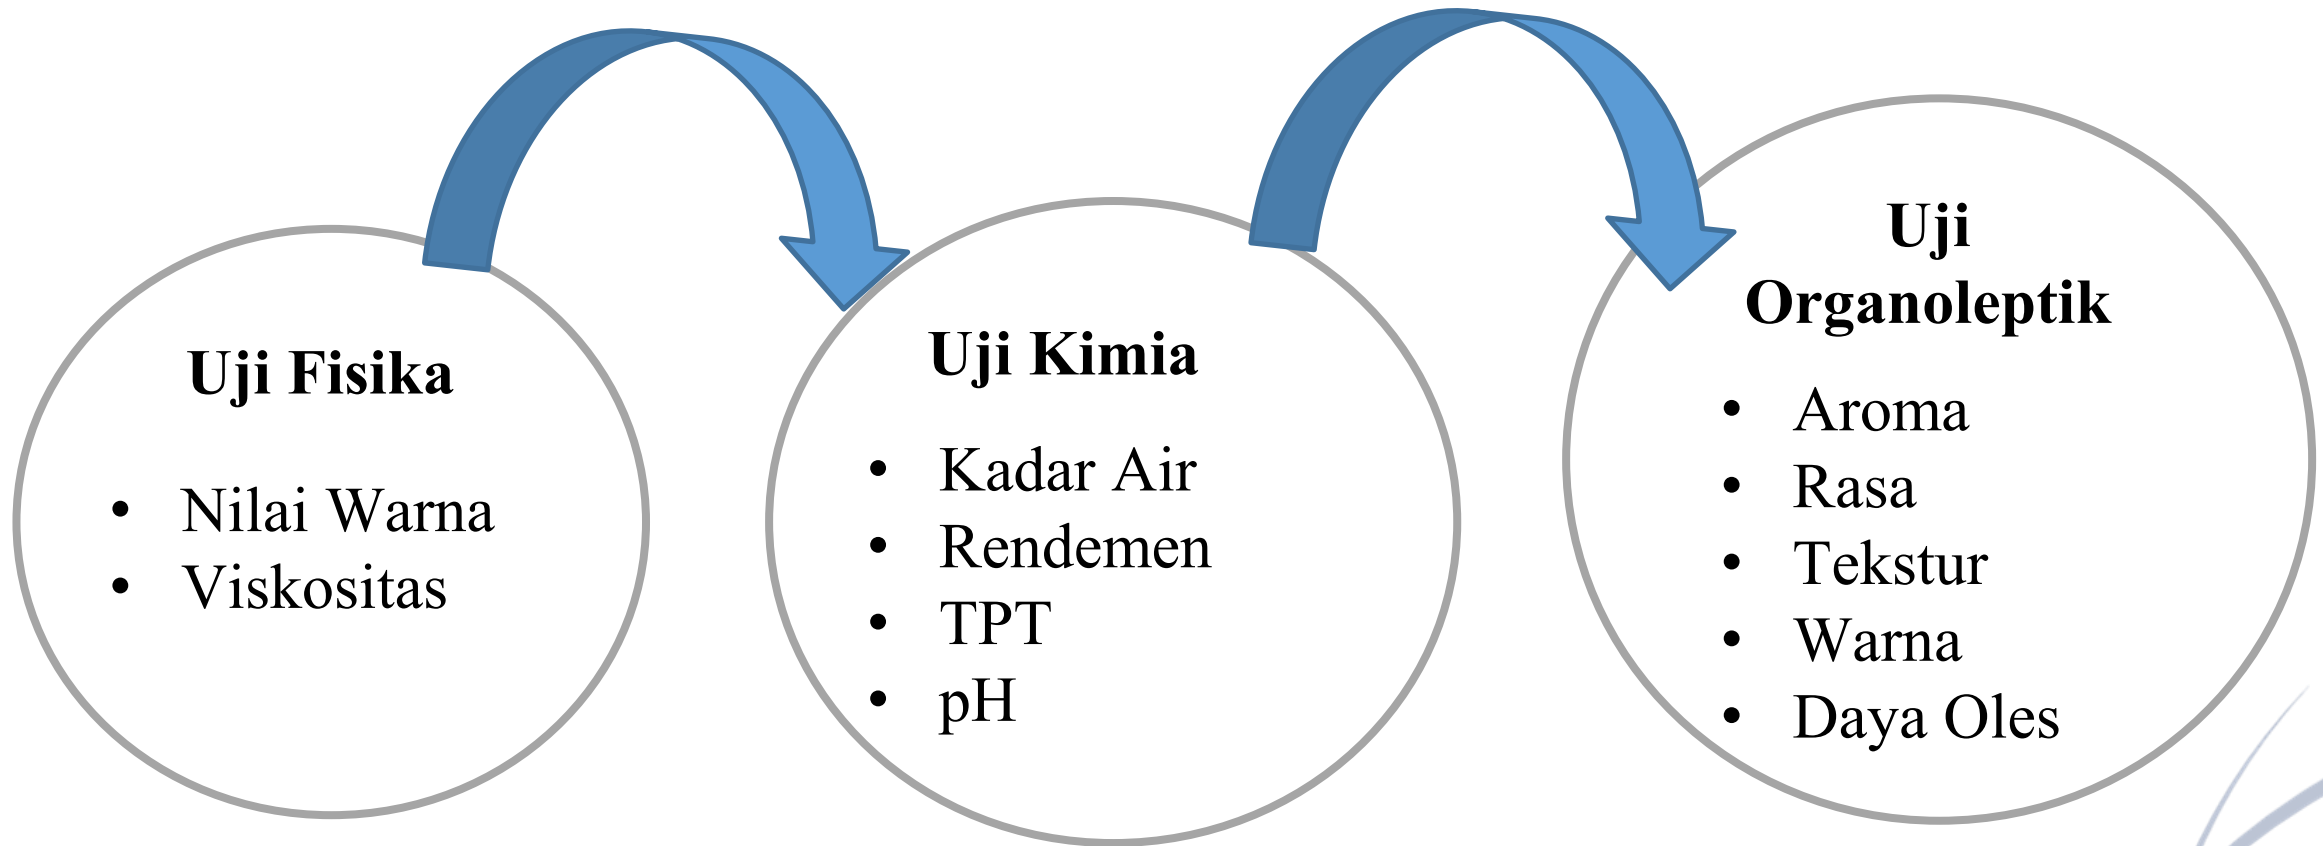 Uji Fisika
• Nilai Warna
• Viskositas
Uji Kimia
• Kadar Air
• Rendemen
• TPT
• pH
Uji
Organoleptik
• Aroma
• Rasa
• Tekstur
• Warna
• Daya Oles